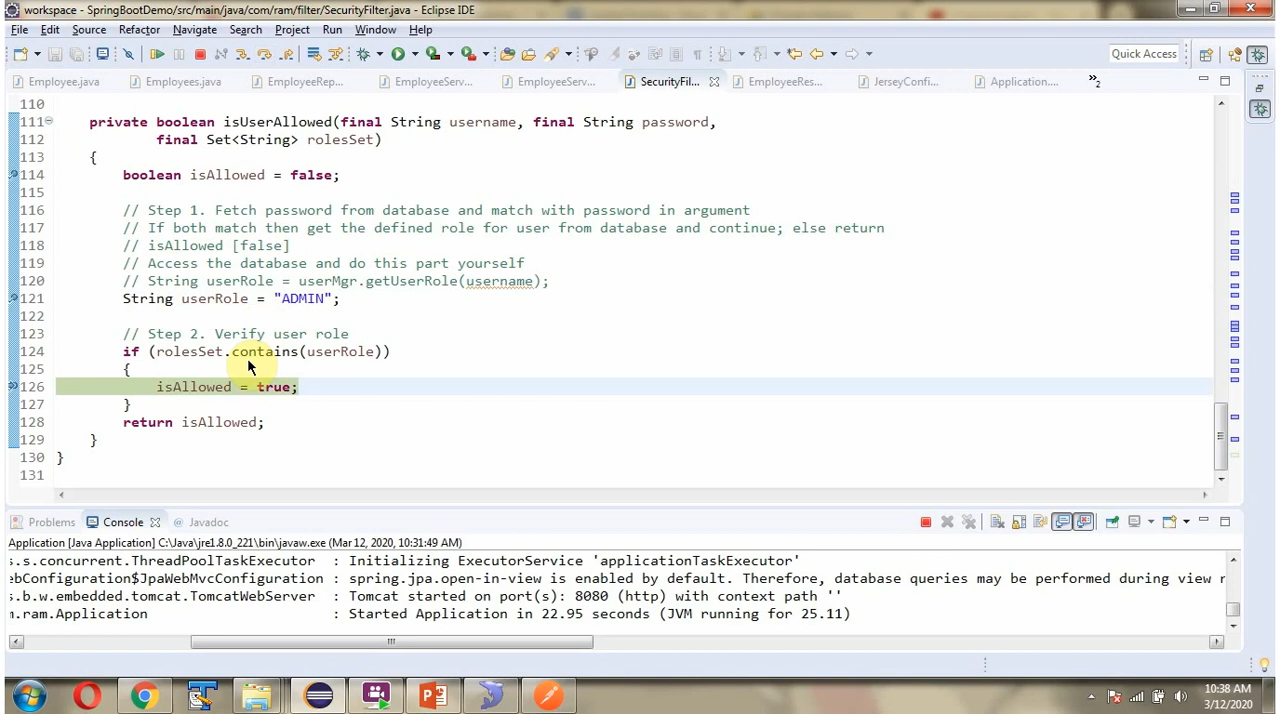 workspace - SpringBootDemo/src/main/java/com/ram/filter/SecurityFilter.java - Eclipse IDE
File Edit Source Refactor Navigate Search Project Run Window Help
Quick Access
Employee.java Employees.java EmployeeRep... EmployeeServ... EmployeeServ... SecurityFil... EmployeeRes... JerseyConfi... Application.... »2
110
111 private boolean isUserAllowed(final String username, final String password,
112 final Set<String> rolesSet)
113 {
114 boolean isAllowed = false;
115
116 // Step 1. Fetch password from database and match with password in argument
117 // If both match then get the defined role for user from database and continue; else return
118 // isAllowed [false]
119 // Access the database and do this part yourself
120 // String userRole = userMgr.getUserRole(username);
121 String userRole = "ADMIN";
122
123 // Step 2. Verify user role
124 if (rolesSet.contains(userRole))
125 {
126 isAllowed = true;
127 }
128 return isAllowed;
129 }
130 }
131
Problems Console @ Javadoc
Application [Java Application] C:\Java\jre1.8.0_221\bin\javaw.exe (Mar 12, 2020, 10:31:49 AM)
s.s.concurrent.ThreadPoolTaskExecutor : Initializing ExecutorService 'applicationTaskExecutor'
ebConfiguration$JpaWebMvcConfiguration : spring.jpa.open-in-view is enabled by default. Therefore, database queries may be performed during view r
s.b.w.embedded.tomcat.TomcatWebServer : Tomcat started on port(s): 8080 (http) with context path ''
m.ram.Application : Started Application in 22.95 seconds (JVM running for 25.11)
10:38 AM
3/12/2020